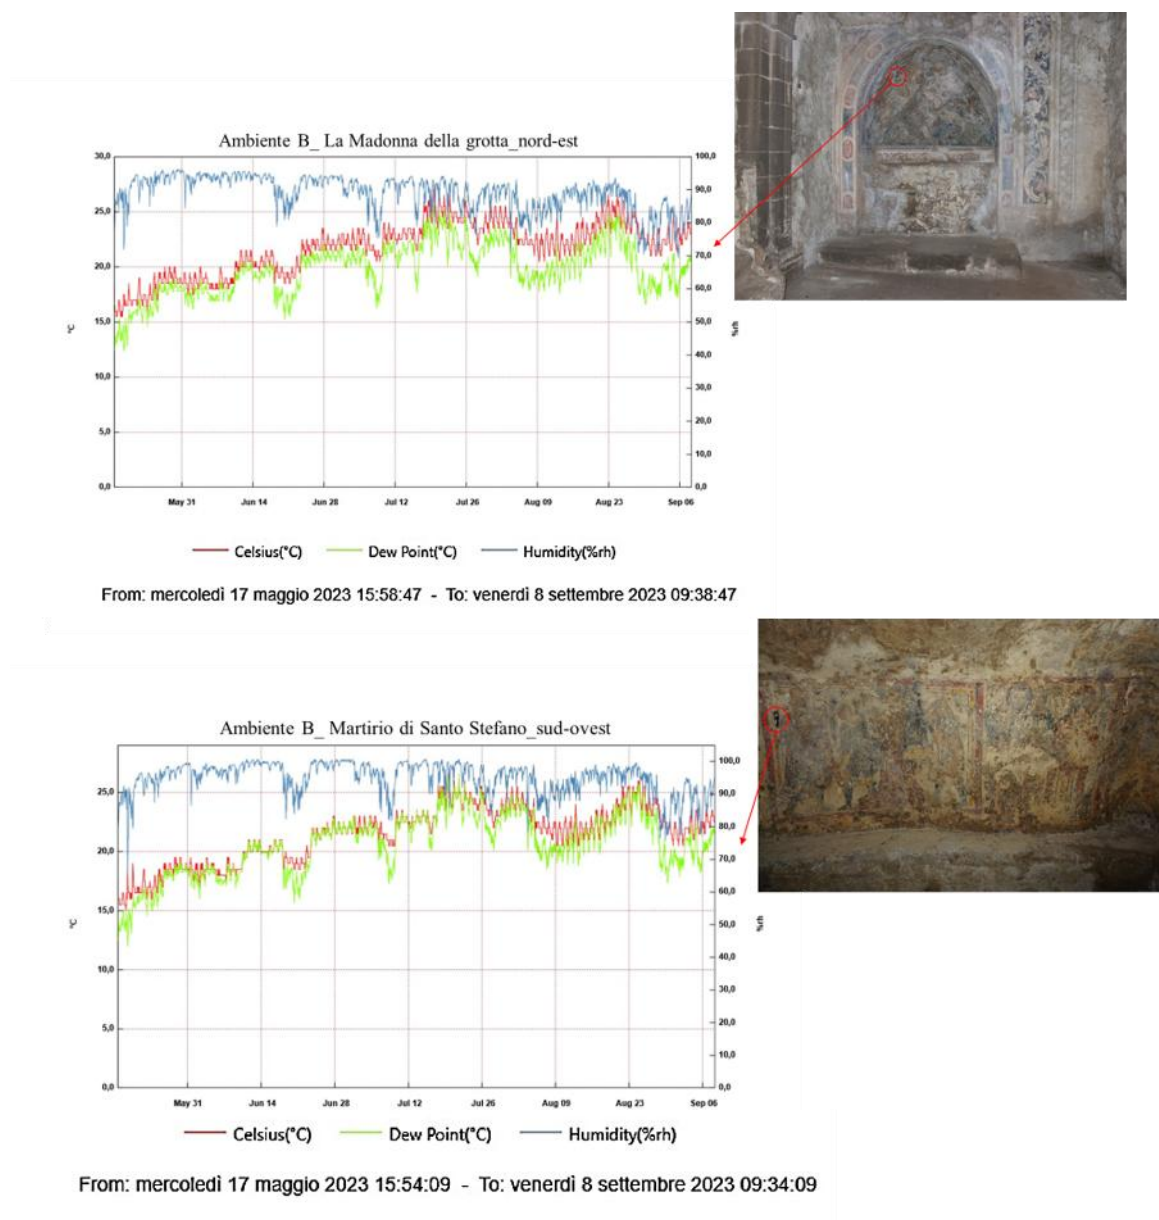 Ambiente B_ La Madonna della grotta_nord-est
30,0
25,0
20,0
15,0
10,0
5,0
0,0
°C
100,0
90,0
80,0
70,0
60,0
50,0
40,0
30,0
20,0
10,0
0,0
%rh
May 31 Jun 14 Jun 28 Jul 12 Jul 26 Aug 09 Aug 23 Sep 06
Celsius(°C) Dew Point(°C) Humidity(%rh)
From: mercoledì 17 maggio 2023 15:58:47 - To: venerdì 8 settembre 2023 09:38:47
Ambiente B_ Martirio di Santo Stefano_sud-ovest
25,0
20,0
15,0
10,0
5,0
0,0
°C
100,0
90,0
80,0
70,0
60,0
50,0
40,0
30,0
20,0
10,0
0,0
%rh
May 31 Jun 14 Jun 28 Jul 12 Jul 26 Aug 09 Aug 23 Sep 06
Celsius(°C) Dew Point(°C) Humidity(%rh)
From: mercoledì 17 maggio 2023 15:54:09 - To: venerdì 8 settembre 2023 09:34:09